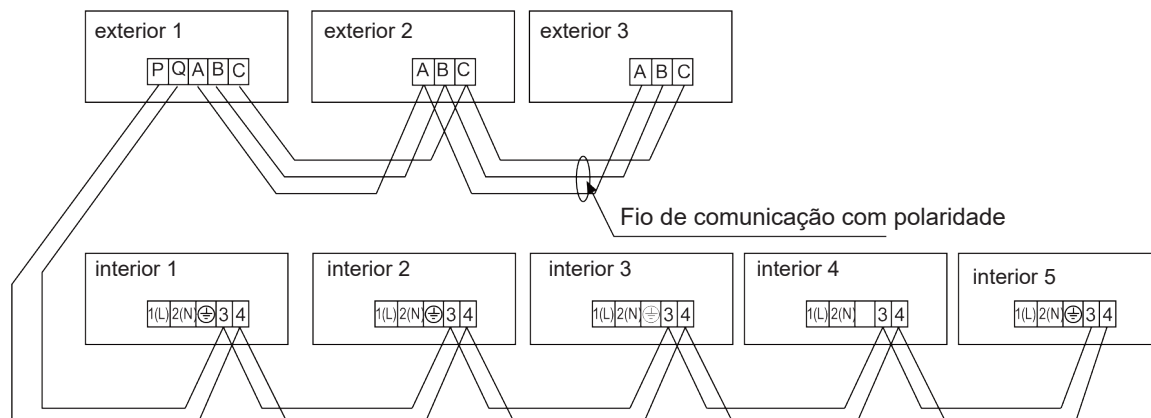 exterior 1
exterior 2
exterior 3
P Q A B C
A B C
A B C
Fio de comunicação com polaridade
interior 1
interior 2
interior 3
interior 4
interior 5
1(L) 2(N) 3 4
1(L) 2(N) 3 4
1(L) 2(N) 3 4
1(L) 2(N) 3 4
1(L) 2(N) 3 4